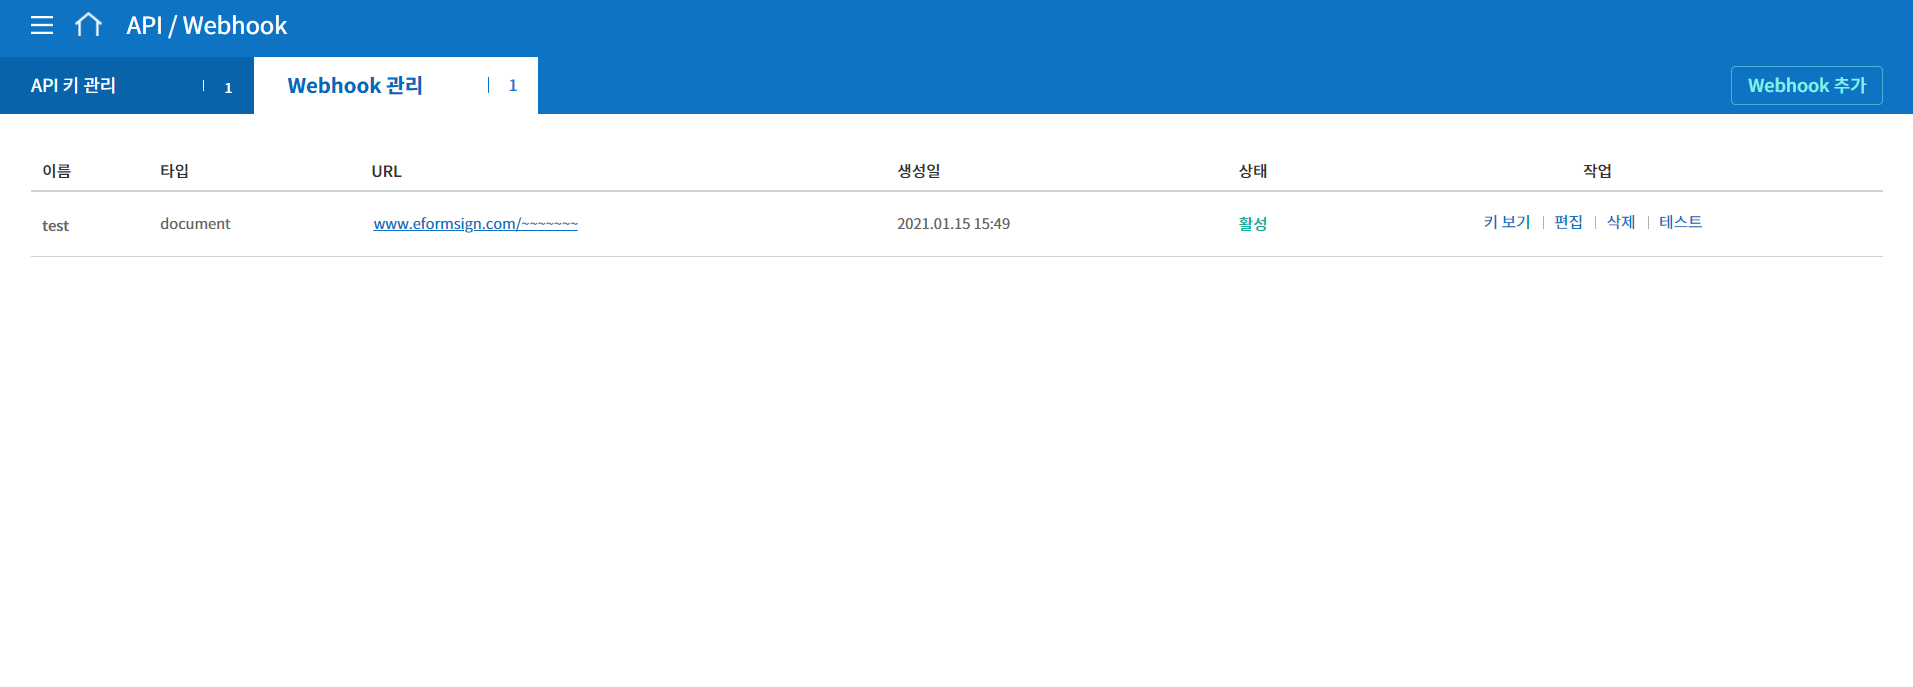 API / Webhook
API 키 관리 1 Webhook 관리 1 Webhook 추가
이름 타입 URL 생성일 상태 작업
test document www.eformsign.com/~~~~~~~ 2021.01.15 15:49 활성 키 보기 편집 삭제 테스트